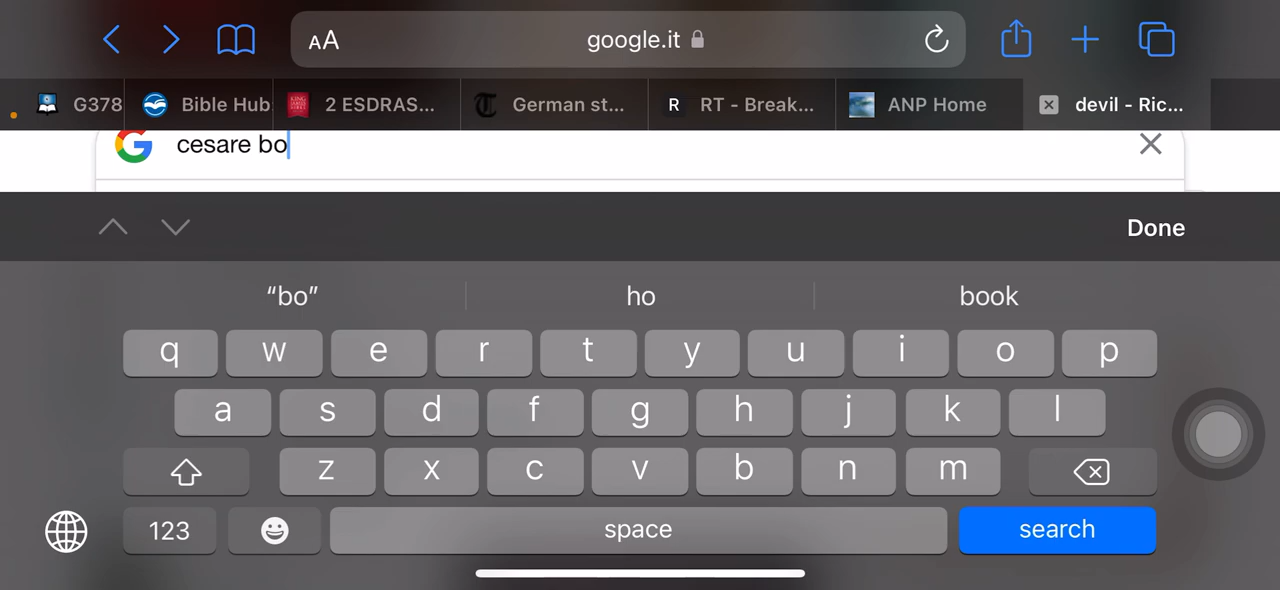 AA google.it
G378 Bible Hub 2 ESDRAS... German st... R RT - Break... ANP Home devil - Ric...
cesare bo
Done
“bo” ho book
q w e r t y u i o p
a s d f g h j k l
z x c v b n m
123 space search